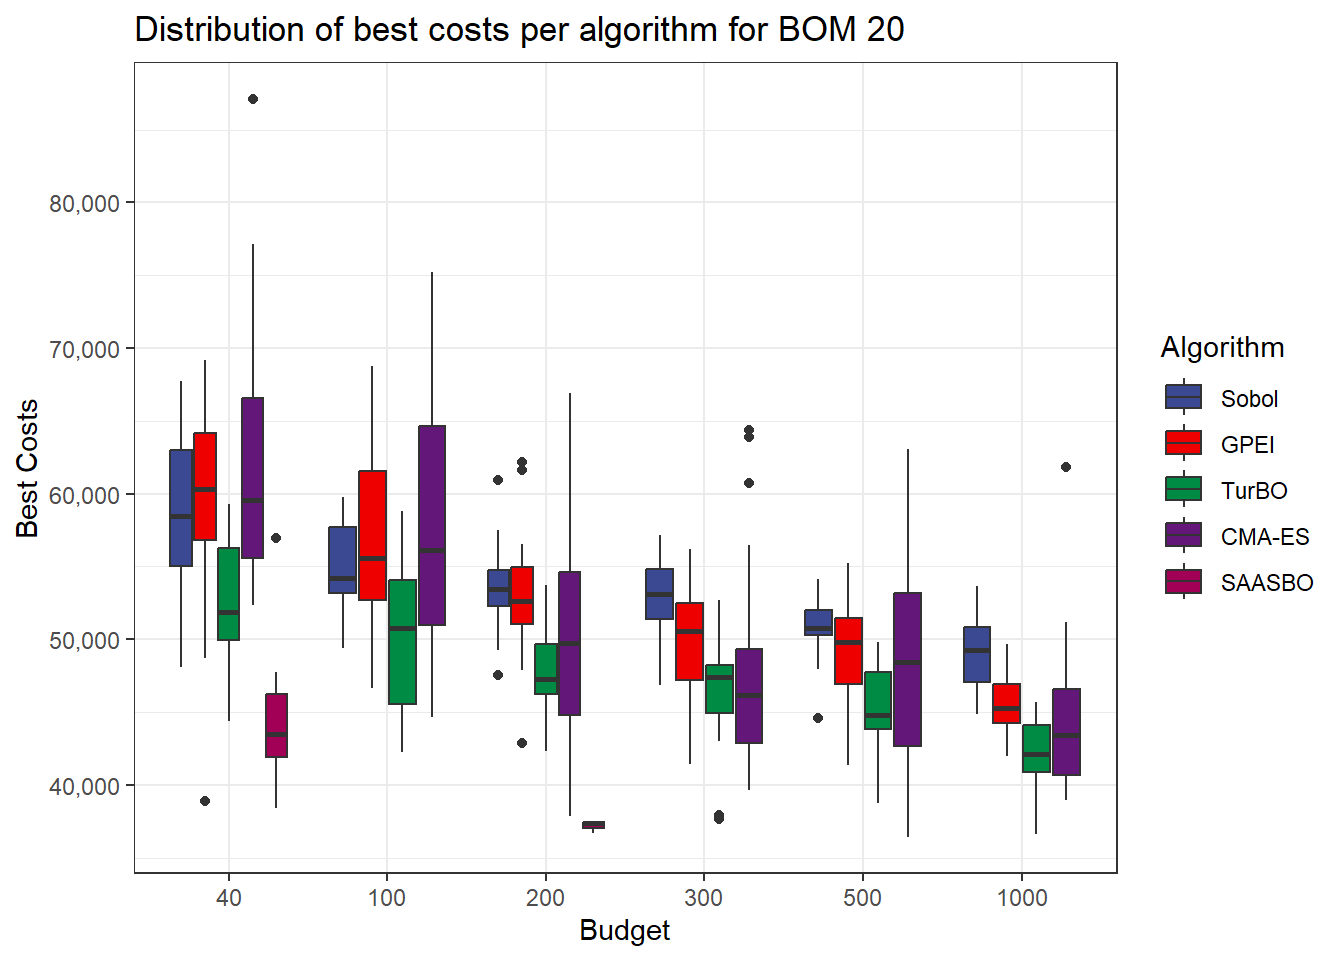 Distribution of best costs per algorithm for BOM 20
Best Costs
80,000
70,000
60,000
50,000
40,000
40 100 200 300 500 1000
Budget
Algorithm
Sobol
GPEI
TurBO
CMA-ES
SAASBO